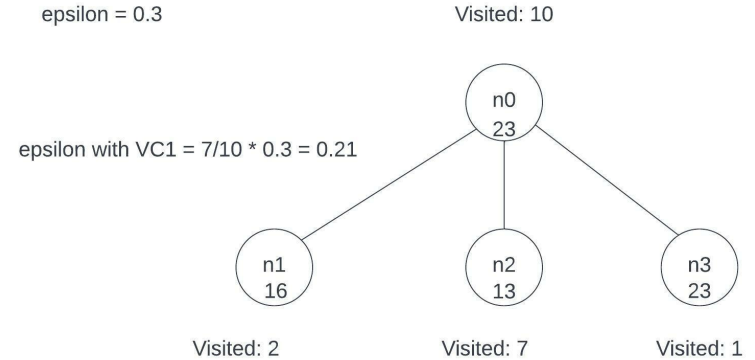 epsilon = 0.3
Visited: 10
n0
23
epsilon with VC1 = 7/10 * 0.3 = 0.21
n1
16
n2
13
n3
23
Visited: 2
Visited: 7
Visited: 1